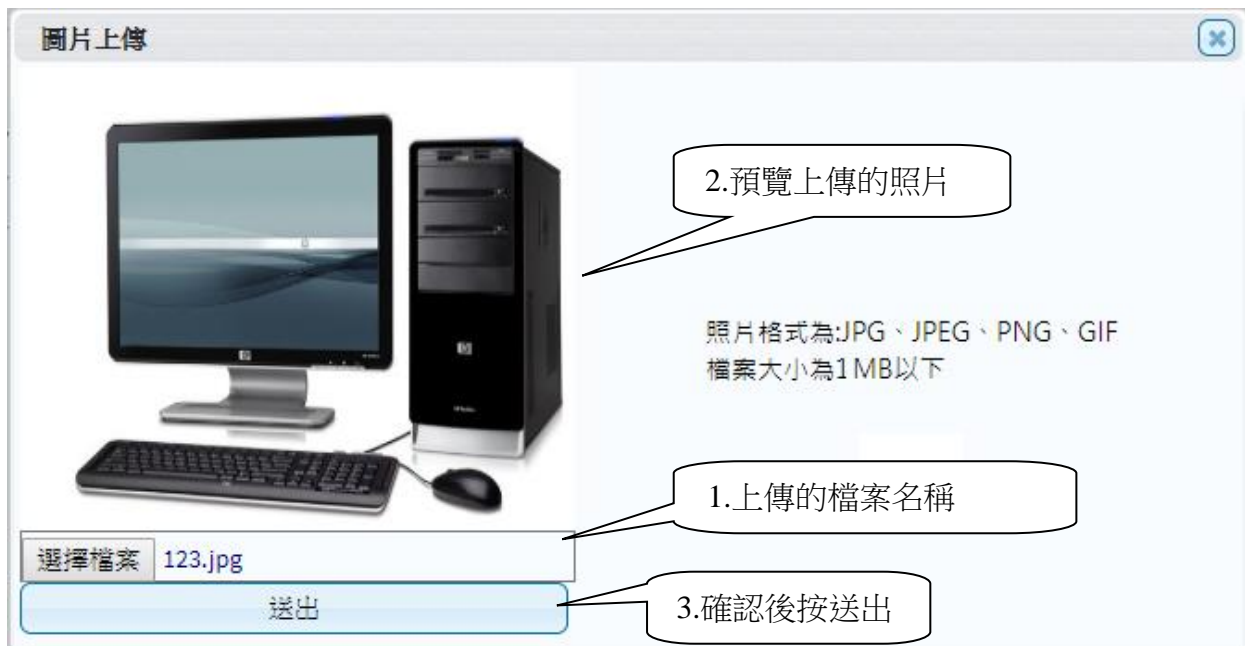 圖片上傳
2.預覽上傳的照片
照片格式為:JPG、JPEG、PNG、GIF
檔案大小為1MB以下
1.上傳的檔案名稱
選擇檔案 123.jpg
送出
3.確認後按送出